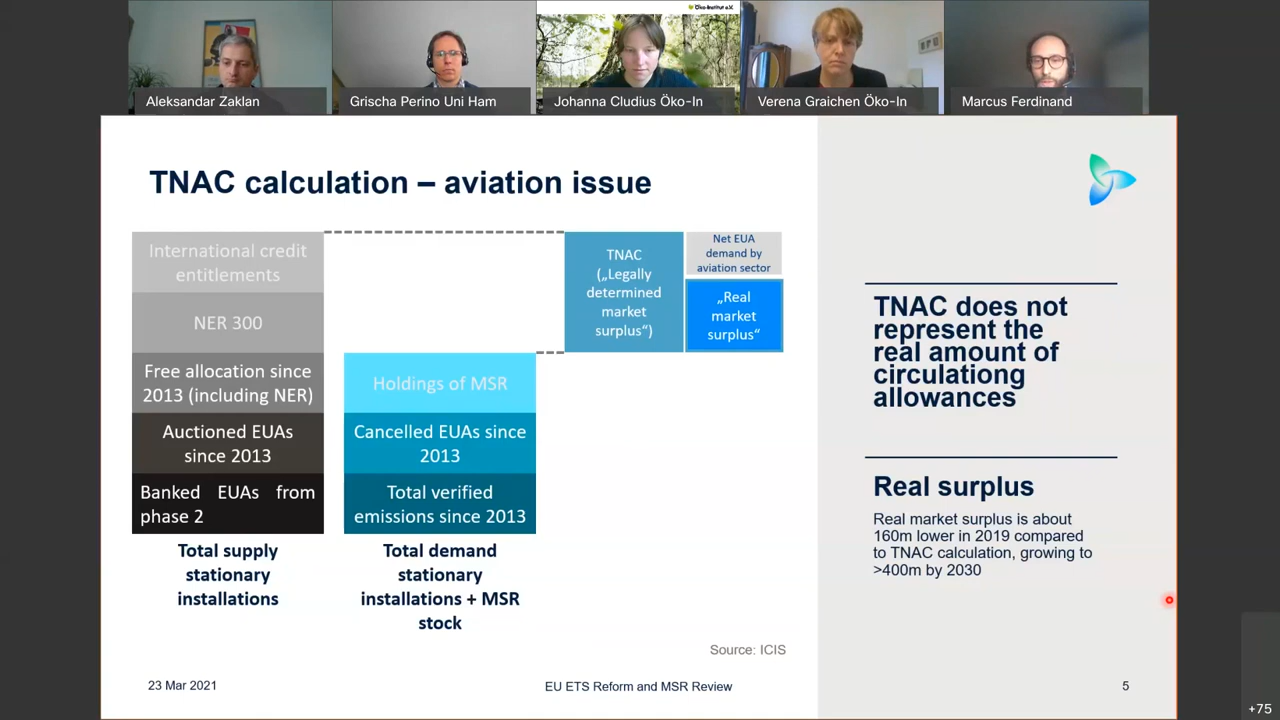 Öko-Institut e.V.
Aleksandar Zaklan
Grischa Perino Uni Ham
Johanna Cludius Öko-In
Verena Graichen Öko-In
Marcus Ferdinand
TNAC calculation – aviation issue
International credit
entitlements
NER 300
Free allocation since
2013 (including NER)
Auctioned EUAs
since 2013
Banked EUAs from
phase 2
Total supply
stationary
installations
Holdings of MSR
Cancelled EUAs since
2013
Total verified
emissions since 2013
Total demand
stationary
installations + MSR
stock
TNAC
(„Legally
determined
market
surplus“)
Net EUA
demand by
aviation sector
„Real
market
surplus“
Source: ICIS
TNAC does not
represent the
real amount of
circulationg
allowances
Real surplus
Real market surplus is about
160m lower in 2019 compared
to TNAC calculation, growing to
>400m by 2030
23 Mar 2021
EU ETS Reform and MSR Review
5
+75